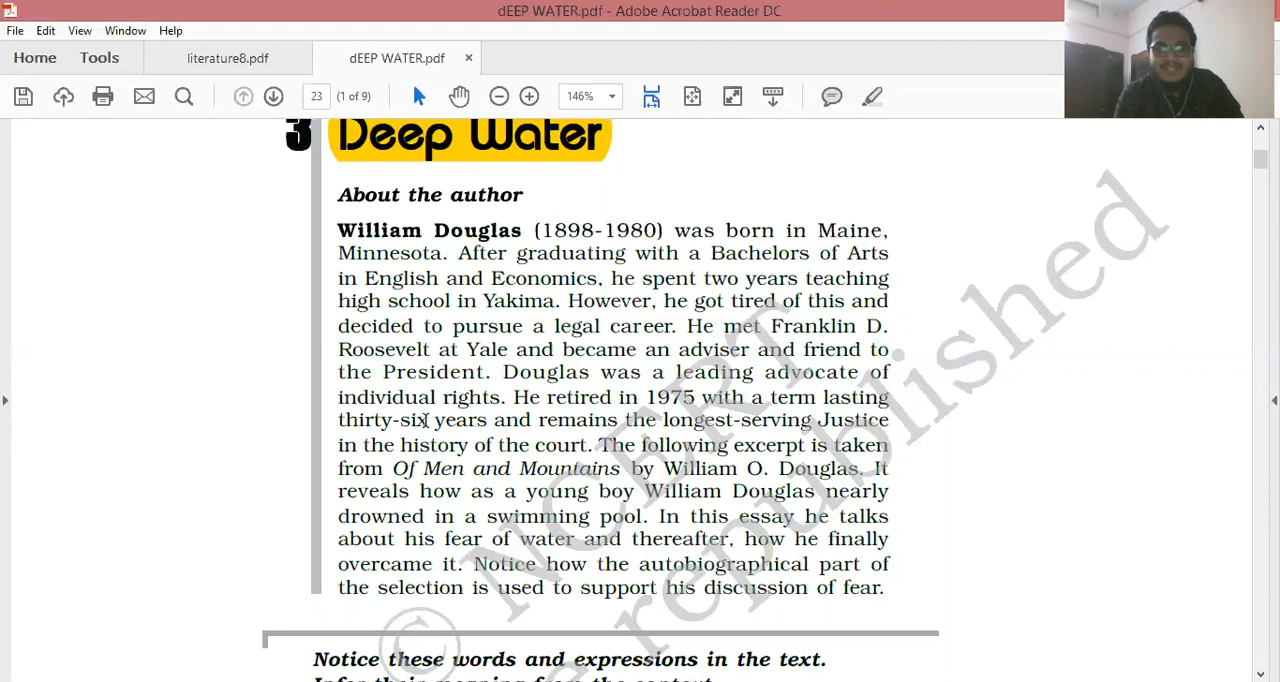 dEEP WATER.pdf - Adobe Acrobat Reader DC
File Edit View Window Help
Home Tools literature8.pdf dEEP WATER.pdf ×
23 (1 of 9) 146%
3 Deep Water
About the author
William Douglas (1898-1980) was born in Maine,
Minnesota. After graduating with a Bachelors of Arts
in English and Economics, he spent two years teaching
high school in Yakima. However, he got tired of this and
decided to pursue a legal career. He met Franklin D.
Roosevelt at Yale and became an adviser and friend to
the President. Douglas was a leading advocate of
individual rights. He retired in 1975 with a term lasting
thirty-six years and remains the longest-serving Justice
in the history of the court. The following excerpt is taken
from Of Men and Mountains by William O. Douglas. It
reveals how as a young boy William Douglas nearly
drowned in a swimming pool. In this essay he talks
about his fear of water and thereafter, how he finally
overcame it. Notice how the autobiographical part of
the selection is used to support his discussion of fear.
Notice these words and expressions in the text.
Infer their meaning from the context.
© NCERT
be republished